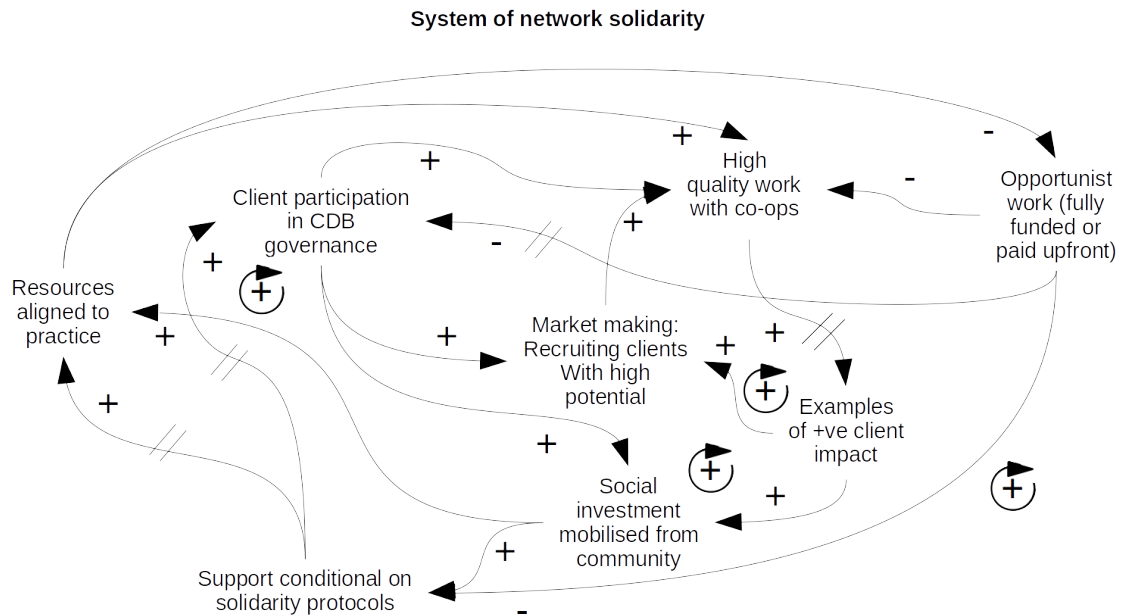 System of network solidarity
-
+
+
High
quality work
with co-ops
-
Opportunist
work (fully
funded or
paid upfront)
Client participation
in CDB
governance
+
-
+
+
Resources
aligned to
practice
+
+
Market making:
Recruiting clients
With high
potential
+
+
+
+
Examples
of +ve client
impact
+
+
Social
investment
mobilised from
community
+
+
+
+
Support conditional on
solidarity protocols
-